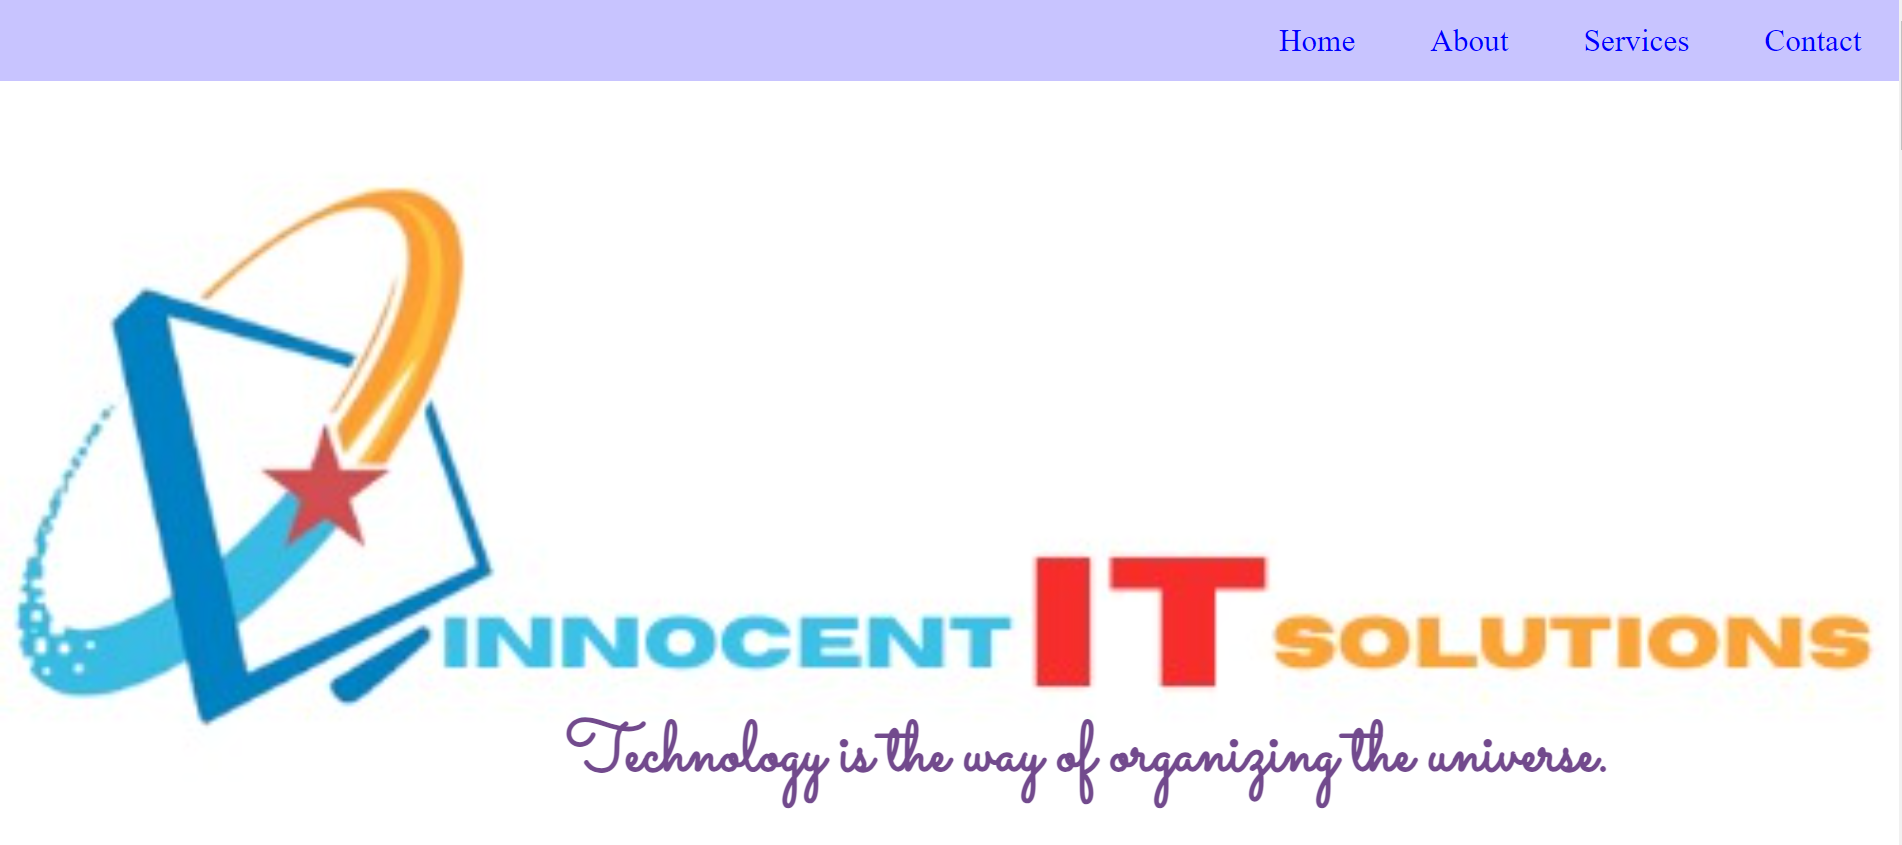 Home About Services Contact
INNOCENT IT SOLUTIONS
Technology is the way of organizing the universe.